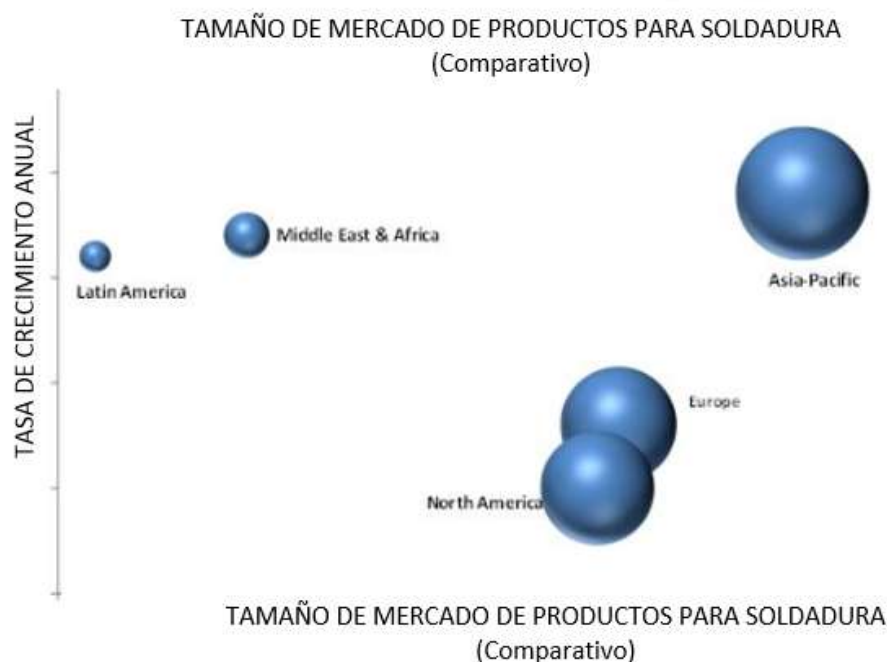 TAMAÑO DE MERCADO DE PRODUCTOS PARA SOLDADURA
(Comparativo)
TASA DE CRECIMIENTO ANUAL
Middle East & Africa
Latin America
Asia-Pacific
Europe
North America
TAMAÑO DE MERCADO DE PRODUCTOS PARA SOLDADURA
(Comparativo)